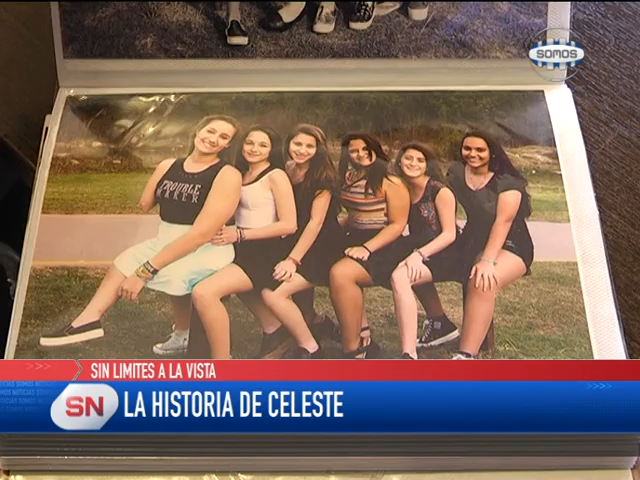 SOMOS
TROUBLE
MAKER
SIN LIMITES A LA VISTA
SN
LA HISTORIA DE CELESTE